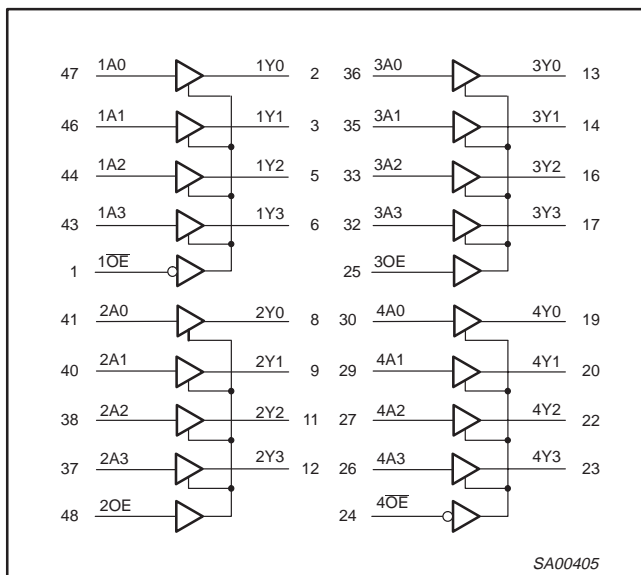 47 1A0 1Y0 2 36 3A0 3Y0 13
46 1A1 1Y1 3 35 3A1 3Y1 14
44 1A2 1Y2 5 33 3A2 3Y2 16
43 1A3 1Y3 6 32 3A3 3Y3 17
1 1O̅E̅ 25 3OE
41 2A0 2Y0 8 30 4A0 4Y0 19
40 2A1 2Y1 9 29 4A1 4Y1 20
38 2A2 2Y2 11 27 4A2 4Y2 22
37 2A3 2Y3 12 26 4A3 4Y3 23
48 2OE 24 4O̅E̅
SA00405